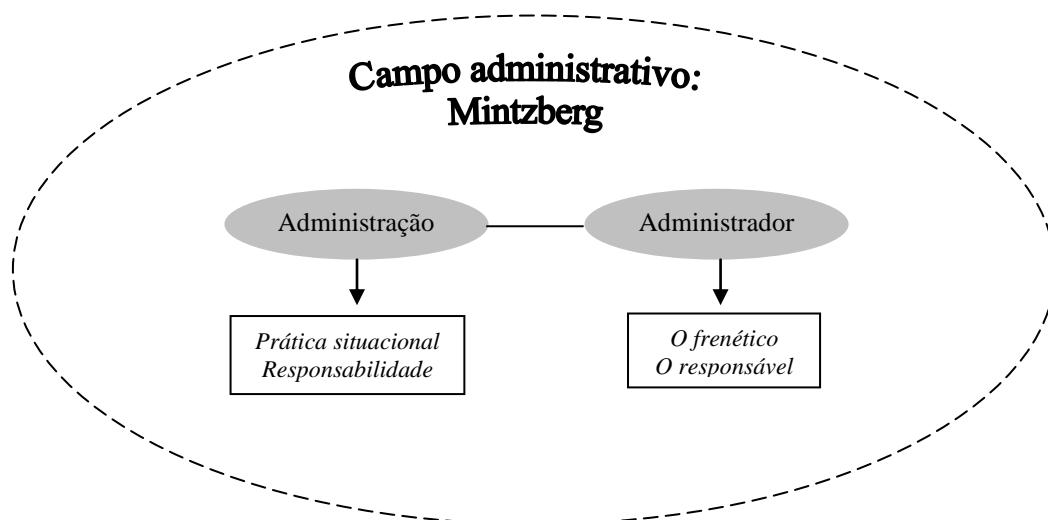 Campo administrativo:
Mintzberg
Administração
Administrador
Prática situacional
Responsabilidade
O frenético
O responsável